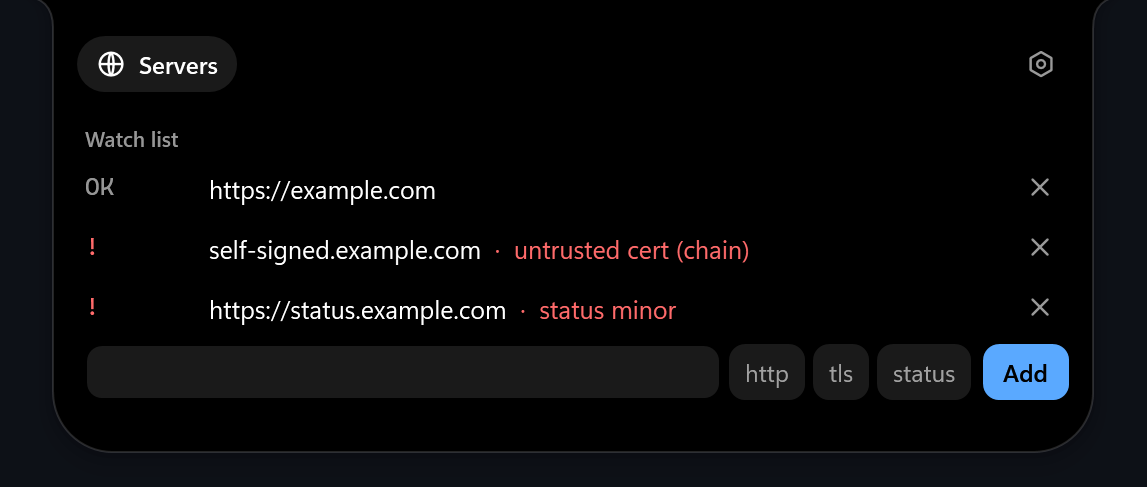 Servers
Watch list
OK https://example.com
! self-signed.example.com · untrusted cert (chain)
! https://status.example.com · status minor
http tls status Add